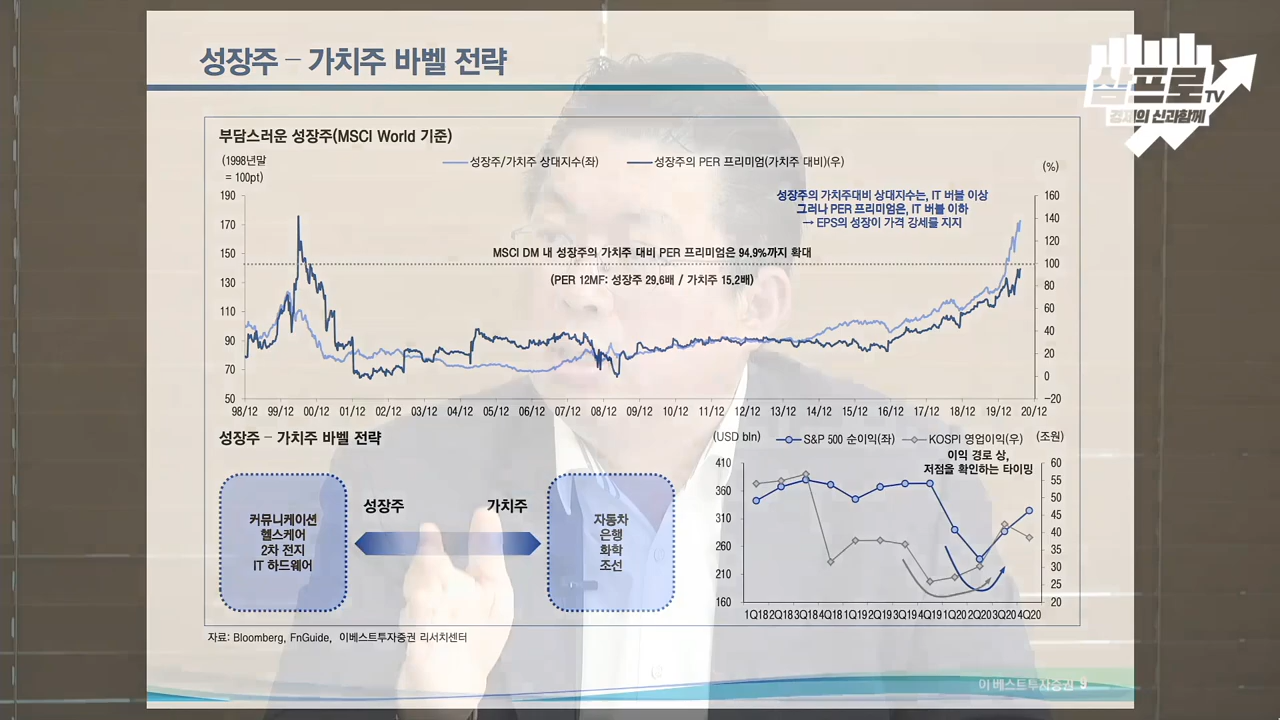 성장주 – 가치주 바벨 전략
삼프로TV
경제의 신과함께
부담스러운 성장주(MSCI World 기준)
(1998년말
= 100pt)
성장주/가치주 상대지수(좌)
성장주의 PER 프리미엄(가치주 대비)(우)
(%)
성장주의 가치주대비 상대지수는, IT 버블 이상
그러나 PER 프리미엄은, IT 버블 이하
→ EPS의 성장이 가격 강세를 지지
MSCI DM 내 성장주의 가치주 대비 PER 프리미엄은 94.9%까지 확대
(PER 12MF: 성장주 29.6배 / 가치주 15.2배)
190
170
150
130
110
90
70
50
160
140
120
100
80
60
40
20
0
-20
98/12 99/12 00/12 01/12 02/12 03/12 04/12 05/12 06/12 07/12 08/12 09/12 10/12 11/12 12/12 13/12 14/12 15/12 16/12 17/12 18/12 19/12 20/12
성장주 – 가치주 바벨 전략
성장주
가치주
커뮤니케이션
헬스케어
2차 전지
IT 하드웨어
자동차
은행
화학
조선
(USD bln)
S&P 500 순이익(좌)
KOSPI 영업이익(우)
(조원)
이익 경로 상,
저점을 확인하는 타이밍
410
360
310
260
210
160
60
55
50
45
40
35
30
25
20
1Q18 2Q18 3Q18 4Q18 1Q19 2Q19 3Q19 4Q19 1Q20 2Q20 3Q20 4Q20
자료: Bloomberg, FnGuide, 이베스트투자증권 리서치센터
이베스트투자증권 9